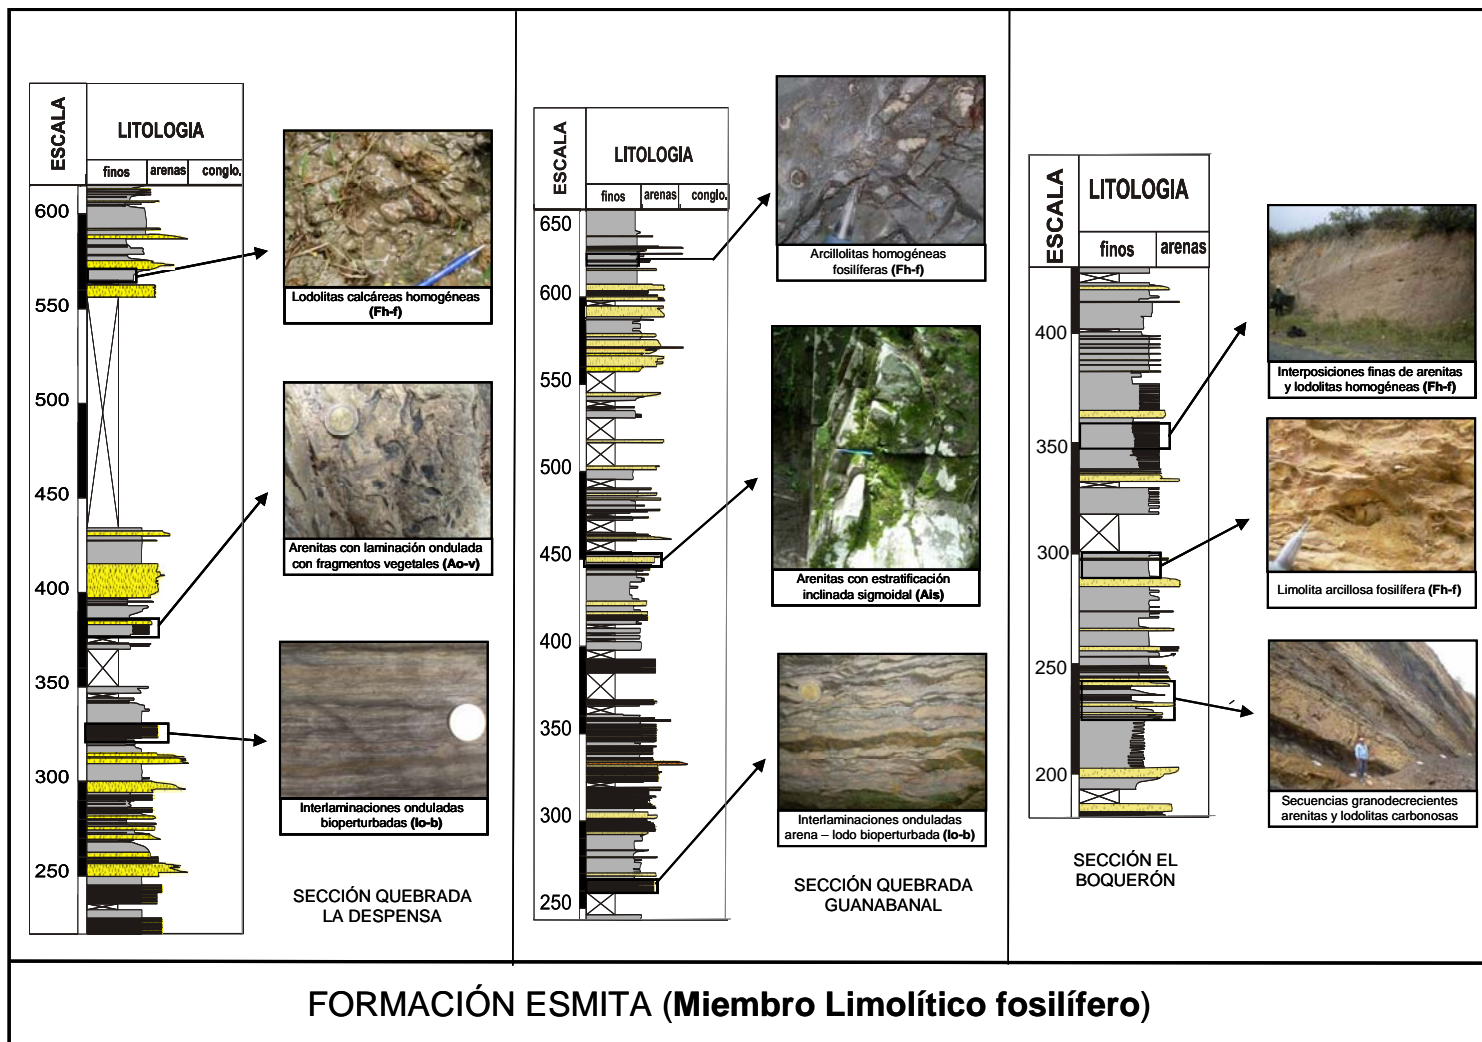 ESCALA
LITOLOGIA
finos arenas conglo.
600
550
500
450
400
350
300
250
Lodolitas calcáreas homogéneas
(Fh-f)
Arenitas con laminación ondulada
con fragmentos vegetales (Ao-v)
Interlaminaciones onduladas
bioperturbadas (Io-b)
SECCIÓN QUEBRADA
LA DESPENSA
ESCALA
LITOLOGIA
finos arenas conglo.
650
600
550
500
450
400
350
300
250
Arcillolitas homogéneas
fosilíferas (Fh-f)
Arenitas con estratificación
inclinada sigmoidal (Ais)
Interlaminaciones onduladas
arena – lodo bioperturbada (Io-b)
SECCIÓN QUEBRADA
GUANABANAL
ESCALA
LITOLOGIA
finos arenas
400
350
300
250
200
Interposiciones finas de arenitas
y lodolitas homogéneas (Fh-f)
Limolita arcillosa fosilífera (Fh-f)
Secuencias granodecrecientes
arenitas y lodolitas carbonosas
SECCIÓN EL
BOQUERÓN
FORMACIÓN ESMITA (Miembro Limolítico fosilífero)